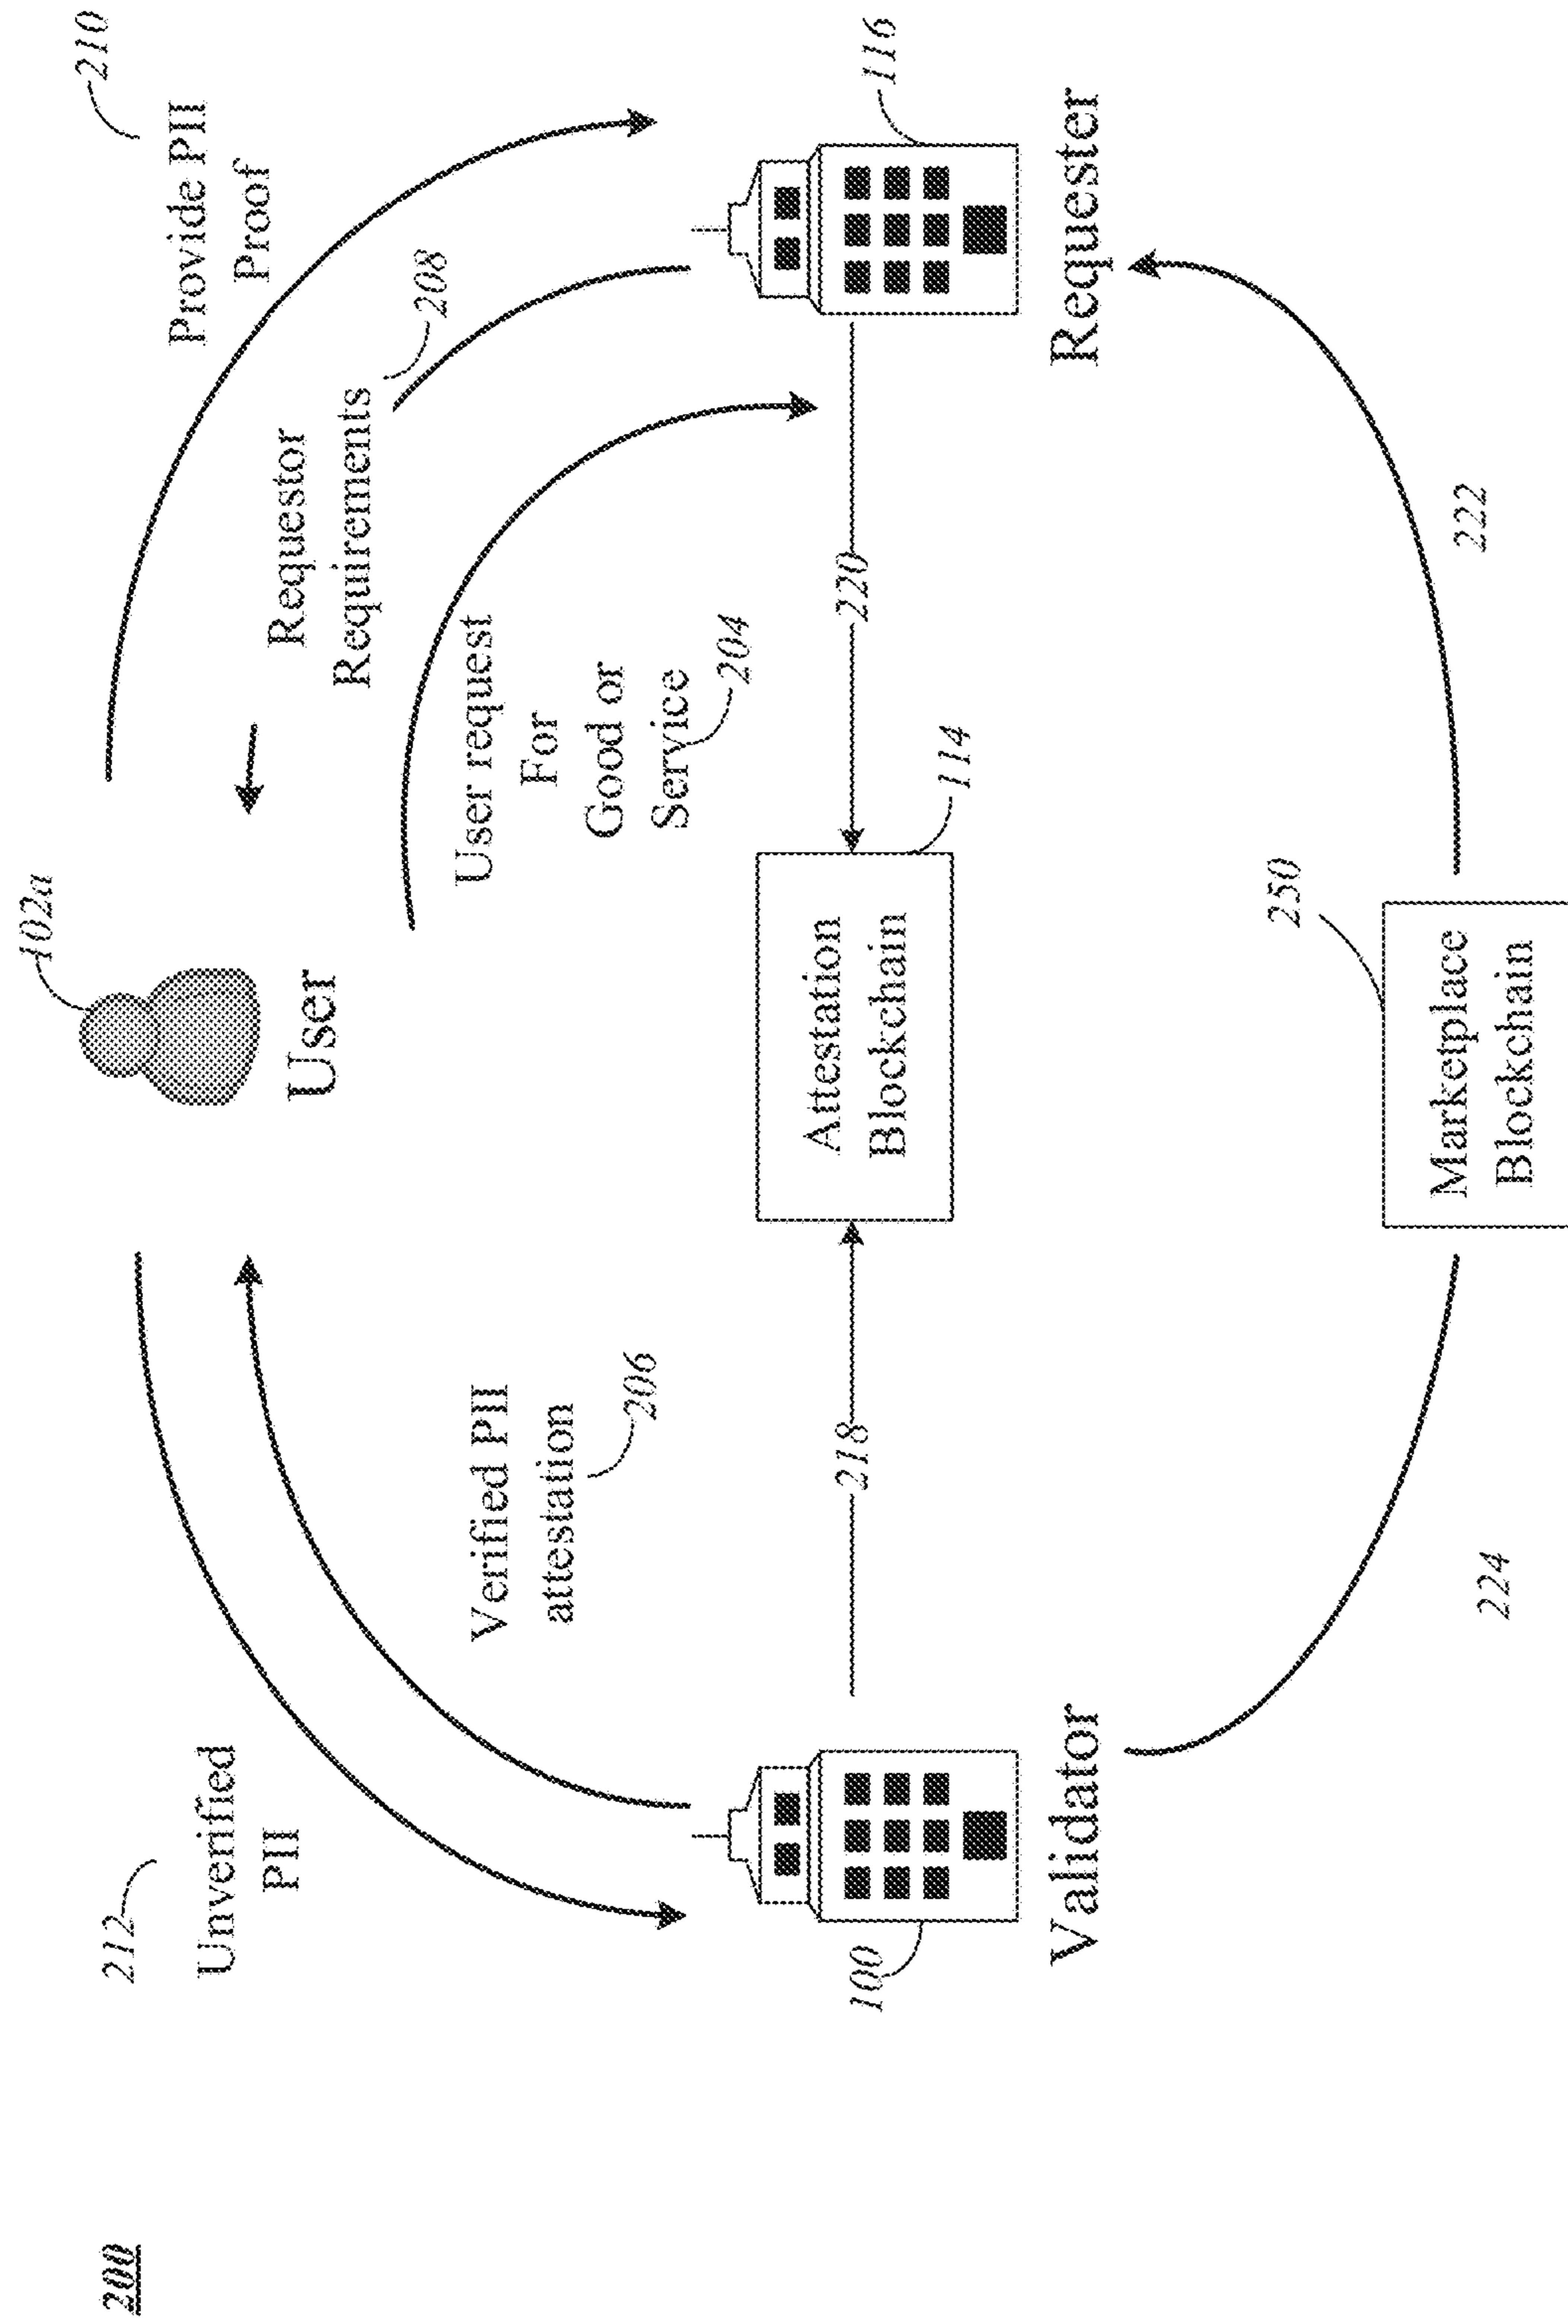 200
212
Unverified
PII
102a
User
210
Provide PII
Proof
Requestor
Requirements
208
User request
For
Good or
Service
204
Verified PII
attestation
206
100
Validator
218
Attestation
Blockchain
114
220
116
Requester
250
Marketplace
Blockchain
224
222